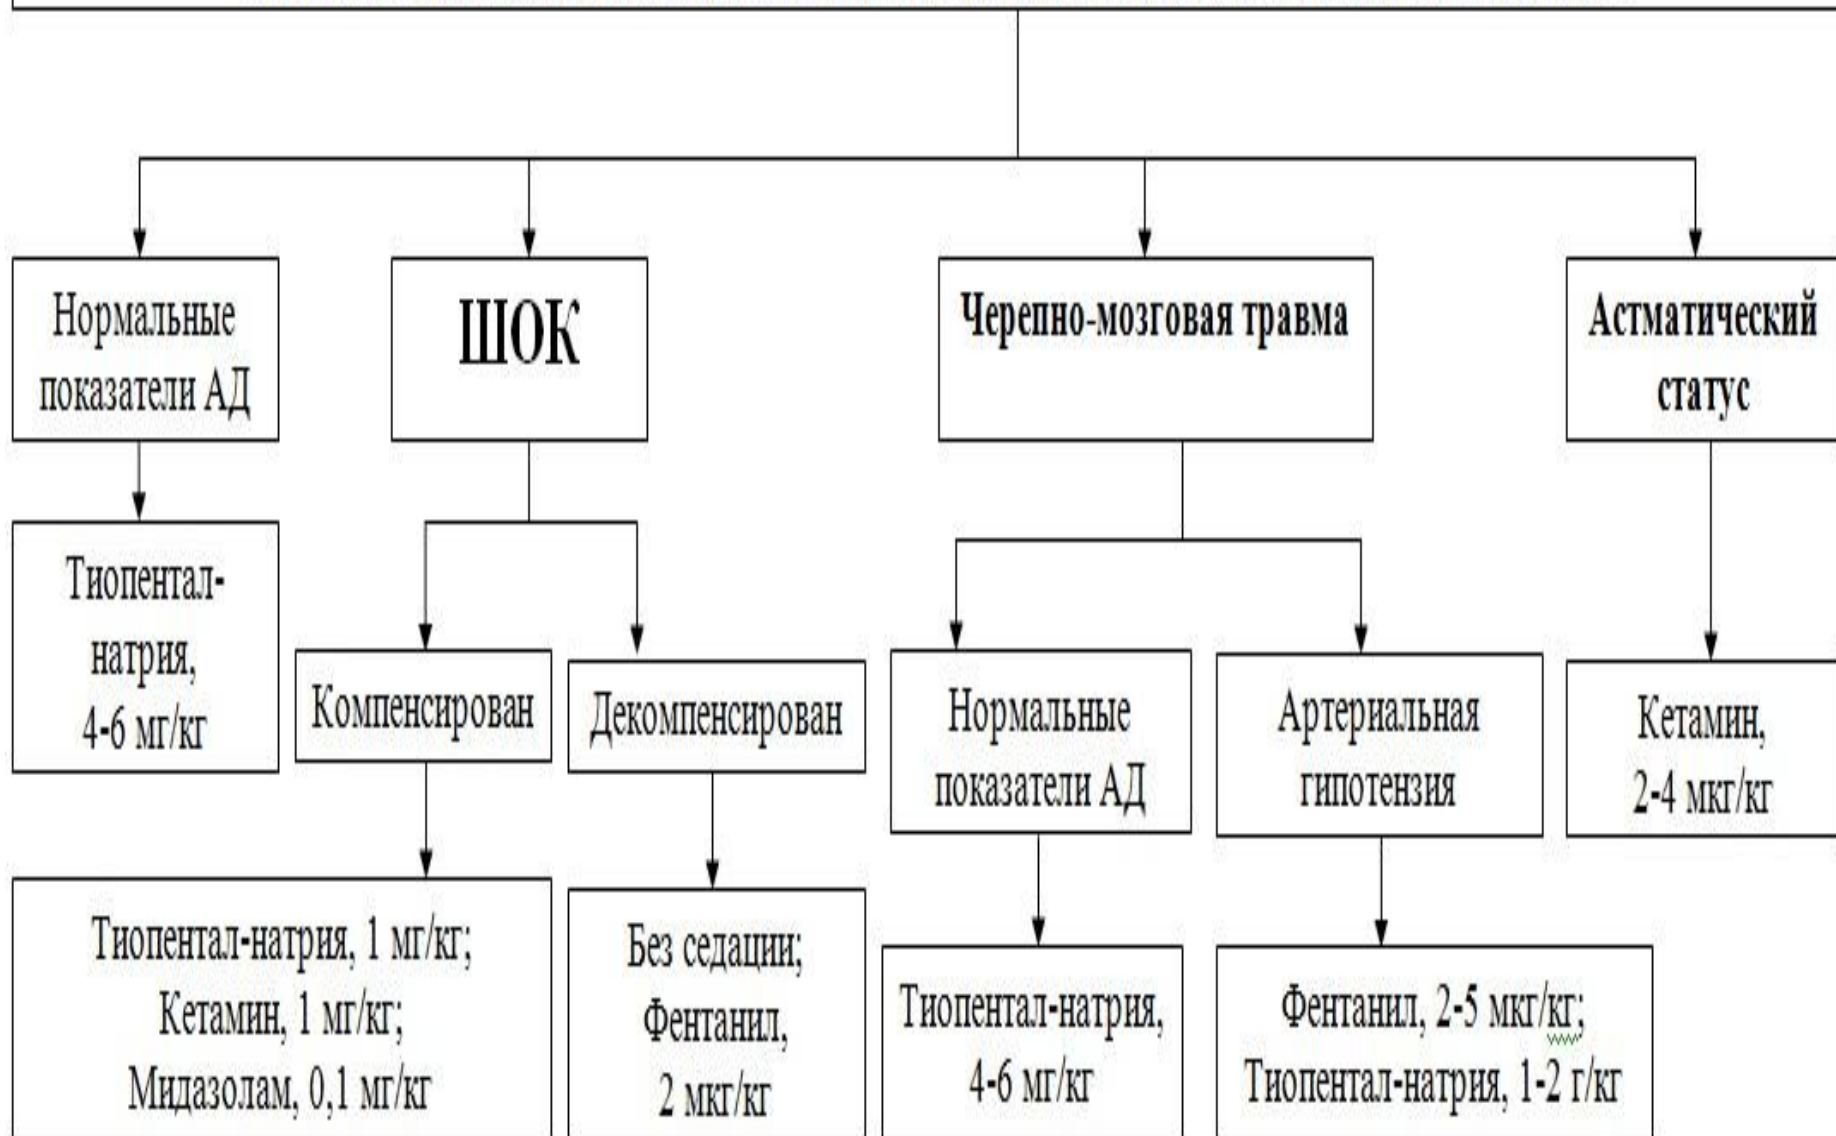 Нормальные
показатели АД
ШОК
Черепно-мозговая травма
Астматический
статус
Тиопентал-
натрия,
4-6 мг/кг
Компенсирован
Декомпенсирован
Нормальные
показатели АД
Артериальная
гипотензия
Кетамин,
2-4 мкг/кг
Тиопентал-натрия, 1 мг/кг;
Кетамин, 1 мг/кг;
Мидазолам, 0,1 мг/кг
Без седации;
Фентанил,
2 мкг/кг
Тиопентал-натрия,
4-6 мг/кг
Фентанил, 2-5 мкг/кг;
Тиопентал-натрия, 1-2 г/кг